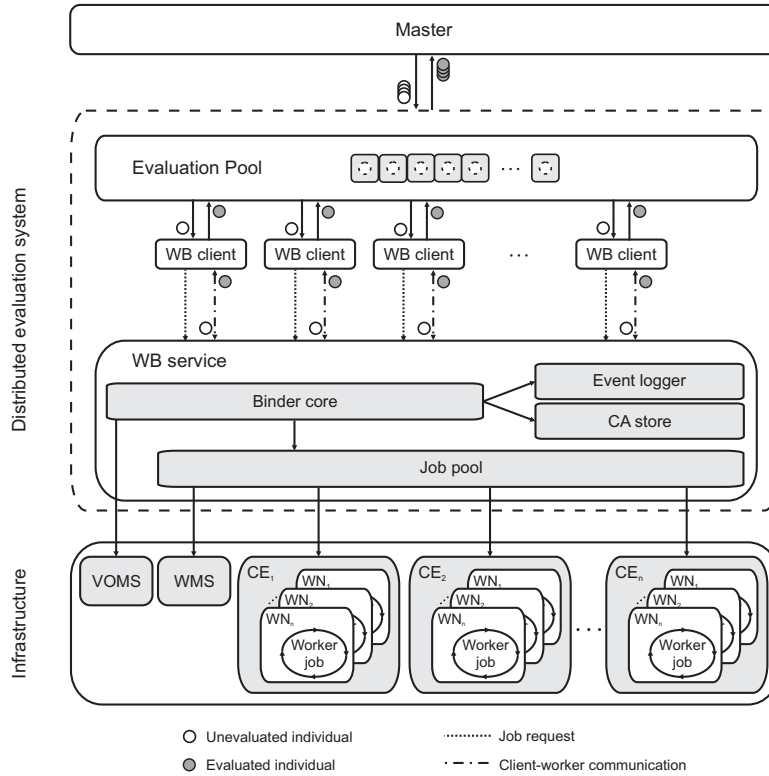 Master
Distributed evaluation system
Evaluation Pool
...
WB client
WB client
WB client
...
WB client
WB service
Binder core
Event logger
CA store
Job pool
Infrastructure
VOMS
WMS
CE1
WN1
WN2
WNn
Worker
job
CE2
WN1
WN2
WNn
Worker
job
...
CEn
WN1
WN2
WNn
Worker
job
Unevaluated individual
Job request
Evaluated individual
Client-worker communication